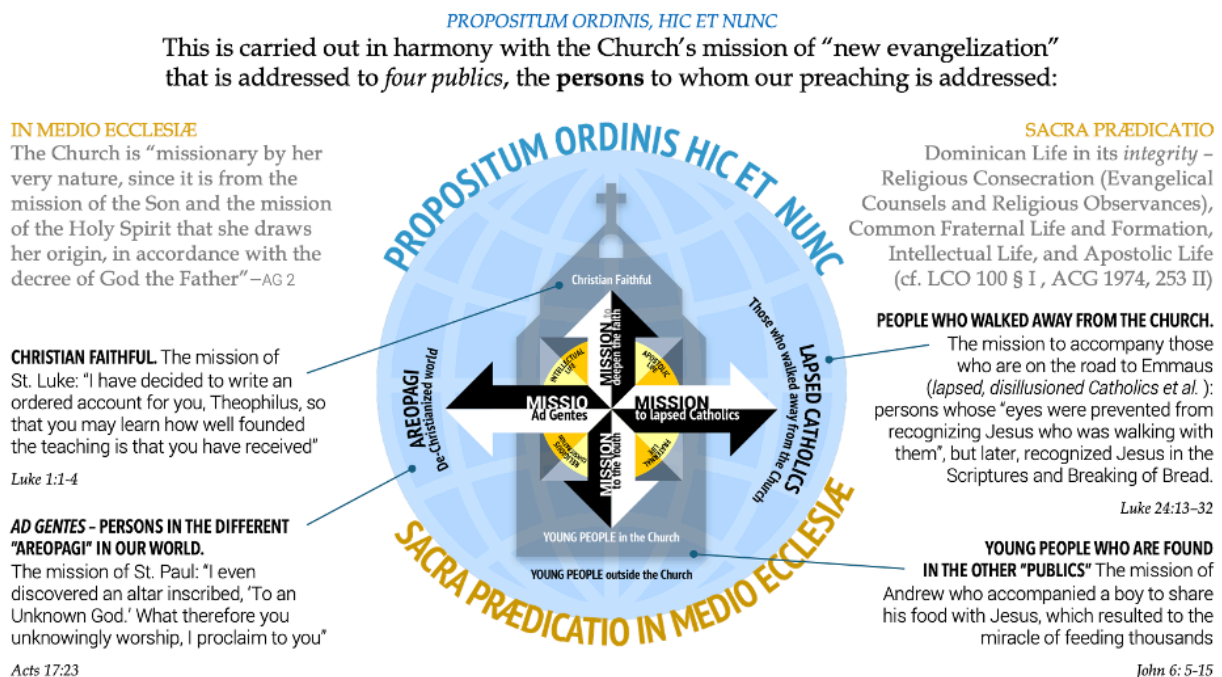 PROPOSITUM ORDINIS, HIC ET NUNC
This is carried out in harmony with the Church’s mission of “new evangelization”
that is addressed to four publics, the persons to whom our preaching is addressed:
IN MEDIO ECCLESIÆ
The Church is “missionary by her
very nature, since it is from the
mission of the Son and the mission
of the Holy Spirit that she draws
her origin, in accordance with the
decree of God the Father”–AG 2
CHRISTIAN FAITHFUL. The mission of
St. Luke: “I have decided to write an
ordered account for you, Theophilus, so
that you may learn how well founded
the teaching is that you have received”
Luke 1:1-4
AD GENTES – PERSONS IN THE DIFFERENT
"AREOPAGI" IN OUR WORLD.
The mission of St. Paul: “I even
discovered an altar inscribed, ‘To an
Unknown God.’ What therefore you
unknowingly worship, I proclaim to you”
Acts 17:23
PROPOSITUM ORDINIS HIC ET NUNC
Christian Faithful
MISSION to
deepen the faith
INTELLECTUAL
LIFE
APOSTOLIC
LIFE
MISSIO
Ad Gentes
MISSION
to lapsed Catholics
RELIGIOUS
CONSECRATION
FRATERNAL
LIFE
MISSION
to the Youth
AREOPAGI
De-Christianized world
Those who walked away from the Church
LAPSED CATHOLICS
YOUNG PEOPLE in the Church
YOUNG PEOPLE outside the Church
SACRA PRÆDICATIO IN MEDIO ECCLESIÆ
SACRA PRÆDICATIO
Dominican Life in its integrity –
Religious Consecration (Evangelical
Counsels and Religious Observances),
Common Fraternal Life and Formation,
Intellectual Life, and Apostolic Life
(cf. LCO 100 § I , ACG 1974, 253 II)
PEOPLE WHO WALKED AWAY FROM THE CHURCH.
The mission to accompany those
who are on the road to Emmaus
(lapsed, disillusioned Catholics et al. ):
persons whose “eyes were prevented from
recognizing Jesus who was walking with
them”, but later, recognized Jesus in the
Scriptures and Breaking of Bread.
Luke 24:13–32
YOUNG PEOPLE WHO ARE FOUND
IN THE OTHER "PUBLICS" The mission of
Andrew who accompanied a boy to share
his food with Jesus, which resulted to the
miracle of feeding thousands
John 6: 5-15